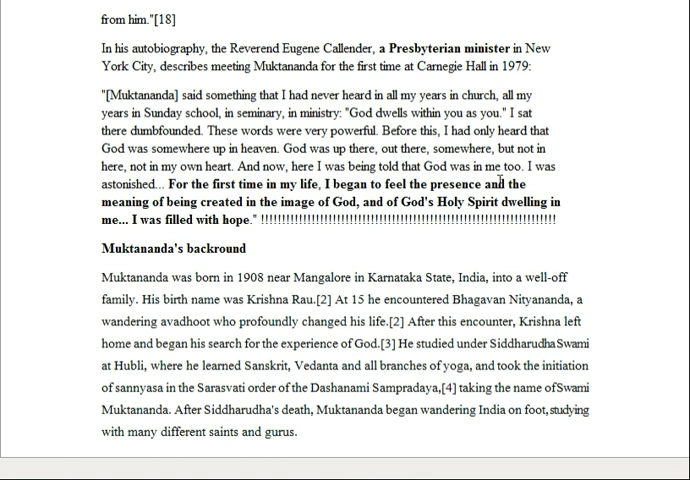 from him."[18]
In his autobiography, the Reverend Eugene Callender, a Presbyterian minister in New
York City, describes meeting Muktananda for the first time at Carnegie Hall in 1979:
"[Muktananda] said something that I had never heard in all my years in church, all my
years in Sunday school, in seminary, in ministry: "God dwells within you as you." I sat
there dumbfounded. These words were very powerful. Before this, I had only heard that
God was somewhere up in heaven. God was up there, out there, somewhere, but not in
here, not in my own heart. And now, here I was being told that God was in me too. I was
astonished... For the first time in my life, I began to feel the presence and the
meaning of being created in the image of God, and of God's Holy Spirit dwelling in
me... I was filled with hope." !!!!!!!!!!!!!!!!!!!!!!!!!!!!!!!!!!!!!!!!!!!!!!!!!!!!!!!!!!!!!!!!!!!!!!
Muktananda's backround
Muktananda was born in 1908 near Mangalore in Karnataka State, India, into a well-off
family. His birth name was Krishna Rau.[2] At 15 he encountered Bhagavan Nityananda, a
wandering avadhoot who profoundly changed his life.[2] After this encounter, Krishna left
home and began his search for the experience of God.[3] He studied under Siddharudha Swami
at Hubli, where he learned Sanskrit, Vedanta and all branches of yoga, and took the initiation
of sannyasa in the Sarasvati order of the Dashanami Sampradaya,[4] taking the name of Swami
Muktananda. After Siddharudha's death, Muktananda began wandering India on foot, studying
with many different saints and gurus.